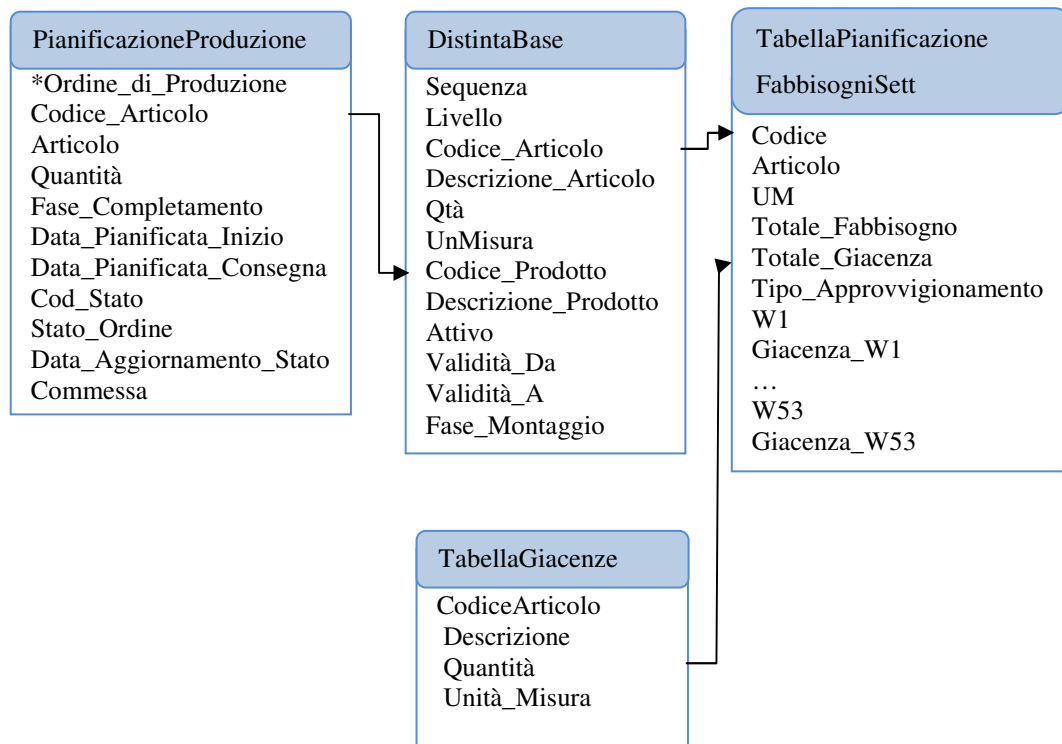 PianificazioneProduzione
*Ordine_di_Produzione
Codice_Articolo
Articolo
Quantità
Fase_Completamento
Data_Pianificata_Inizio
Data_Pianificata_Consegna
Cod_Stato
Stato_Ordine
Data_Aggiornamento_Stato
Commessa
DistintaBase
Sequenza
Livello
Codice_Articolo
Descrizione_Articolo
Qtà
UnMisura
Codice_Prodotto
Descrizione_Prodotto
Attivo
Validità_Da
Validità_A
Fase_Montaggio
TabellaPianificazione
FabbisogniSett
Codice
Articolo
UM
Totale_Fabbisogno
Totale_Giacenza
Tipo_Approvvigionamento
W1
Giacenza_W1
…
W53
Giacenza_W53
TabellaGiacenze
CodiceArticolo
Descrizione
Quantità
Unità_Misura